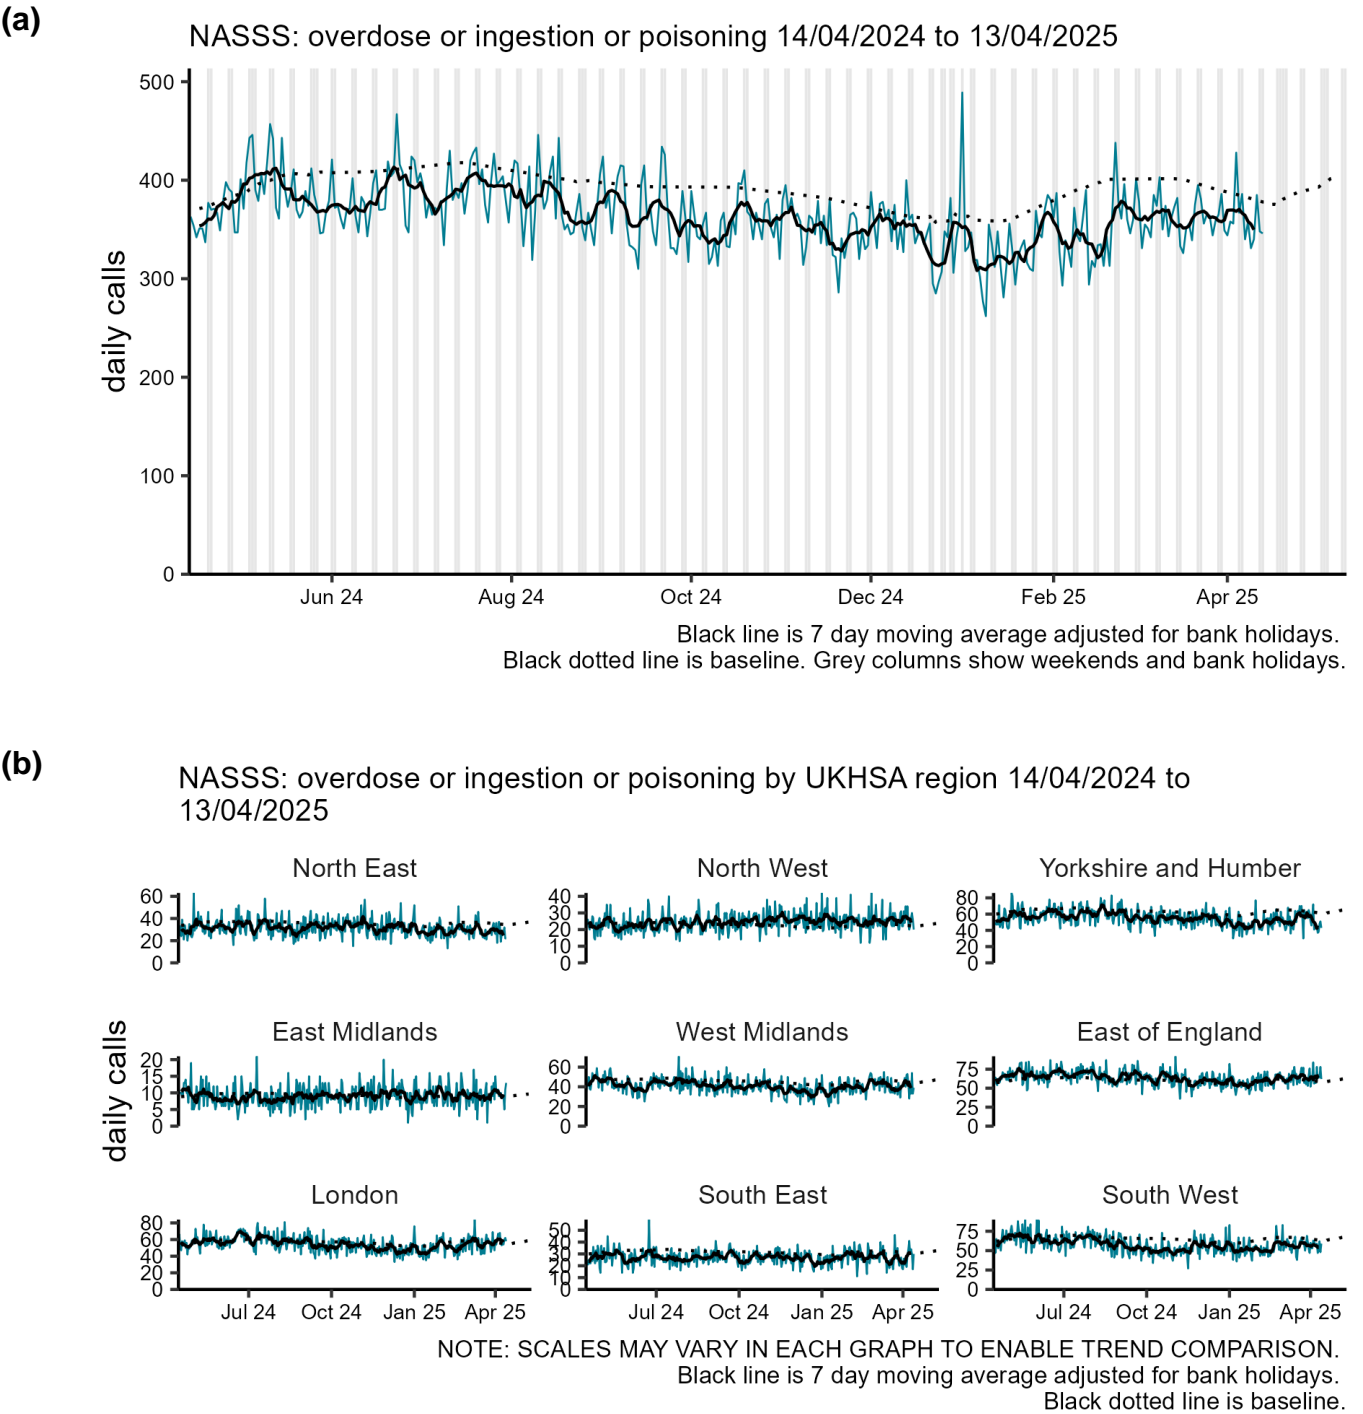 (a)
NASSS: overdose or ingestion or poisoning 14/04/2024 to 13/04/2025
500
400
300
200
100
0
daily calls
Jun 24 Aug 24 Oct 24 Dec 24 Feb 25 Apr 25
Black line is 7 day moving average adjusted for bank holidays.
Black dotted line is baseline. Grey columns show weekends and bank holidays.
(b)
NASSS: overdose or ingestion or poisoning by UKHSA region 14/04/2024 to
13/04/2025
daily calls
North East
60
40
20
0
North West
40
30
20
10
0
Yorkshire and Humber
80
60
40
20
0
East Midlands
20
15
10
5
0
West Midlands
60
40
20
0
East of England
75
50
25
0
London
80
60
40
20
0
South East
50
40
30
20
10
0
South West
75
50
25
0
Jul 24 Oct 24 Jan 25 Apr 25
Jul 24 Oct 24 Jan 25 Apr 25
Jul 24 Oct 24 Jan 25 Apr 25
NOTE: SCALES MAY VARY IN EACH GRAPH TO ENABLE TREND COMPARISON.
Black line is 7 day moving average adjusted for bank holidays.
Black dotted line is baseline.